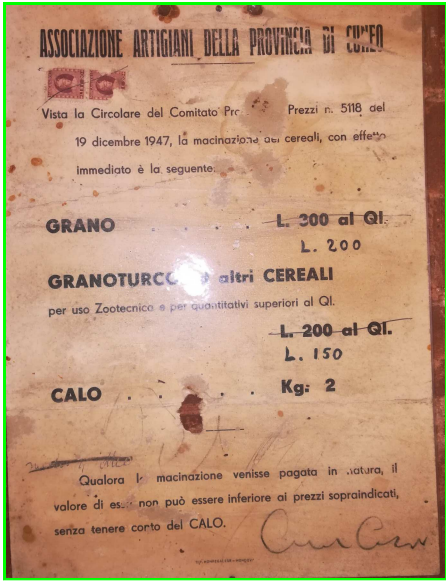 ASSOCIAZIONE ARTIGIANI DELLA PROVINCIA DI CUNEO
Vista la Circolare del Comitato Prezzi n. 5118 del
19 dicembre 1947, la macinazione dei cereali, con effetto
immediato è la seguente:
GRANO . . . . . L. 300 al Ql.
L. 200
GRANOTURCO altri CEREALI
per uso Zootecnico e per quantitativi superiori al Ql.
L. 200 al Ql.
L. 150
CALO . . . . . Kg: 2
Qualora la macinazione venisse pagata in natura, il
valore di essa non può essere inferiore ai prezzi sopraindicati,
senza tenere conto del CALO.